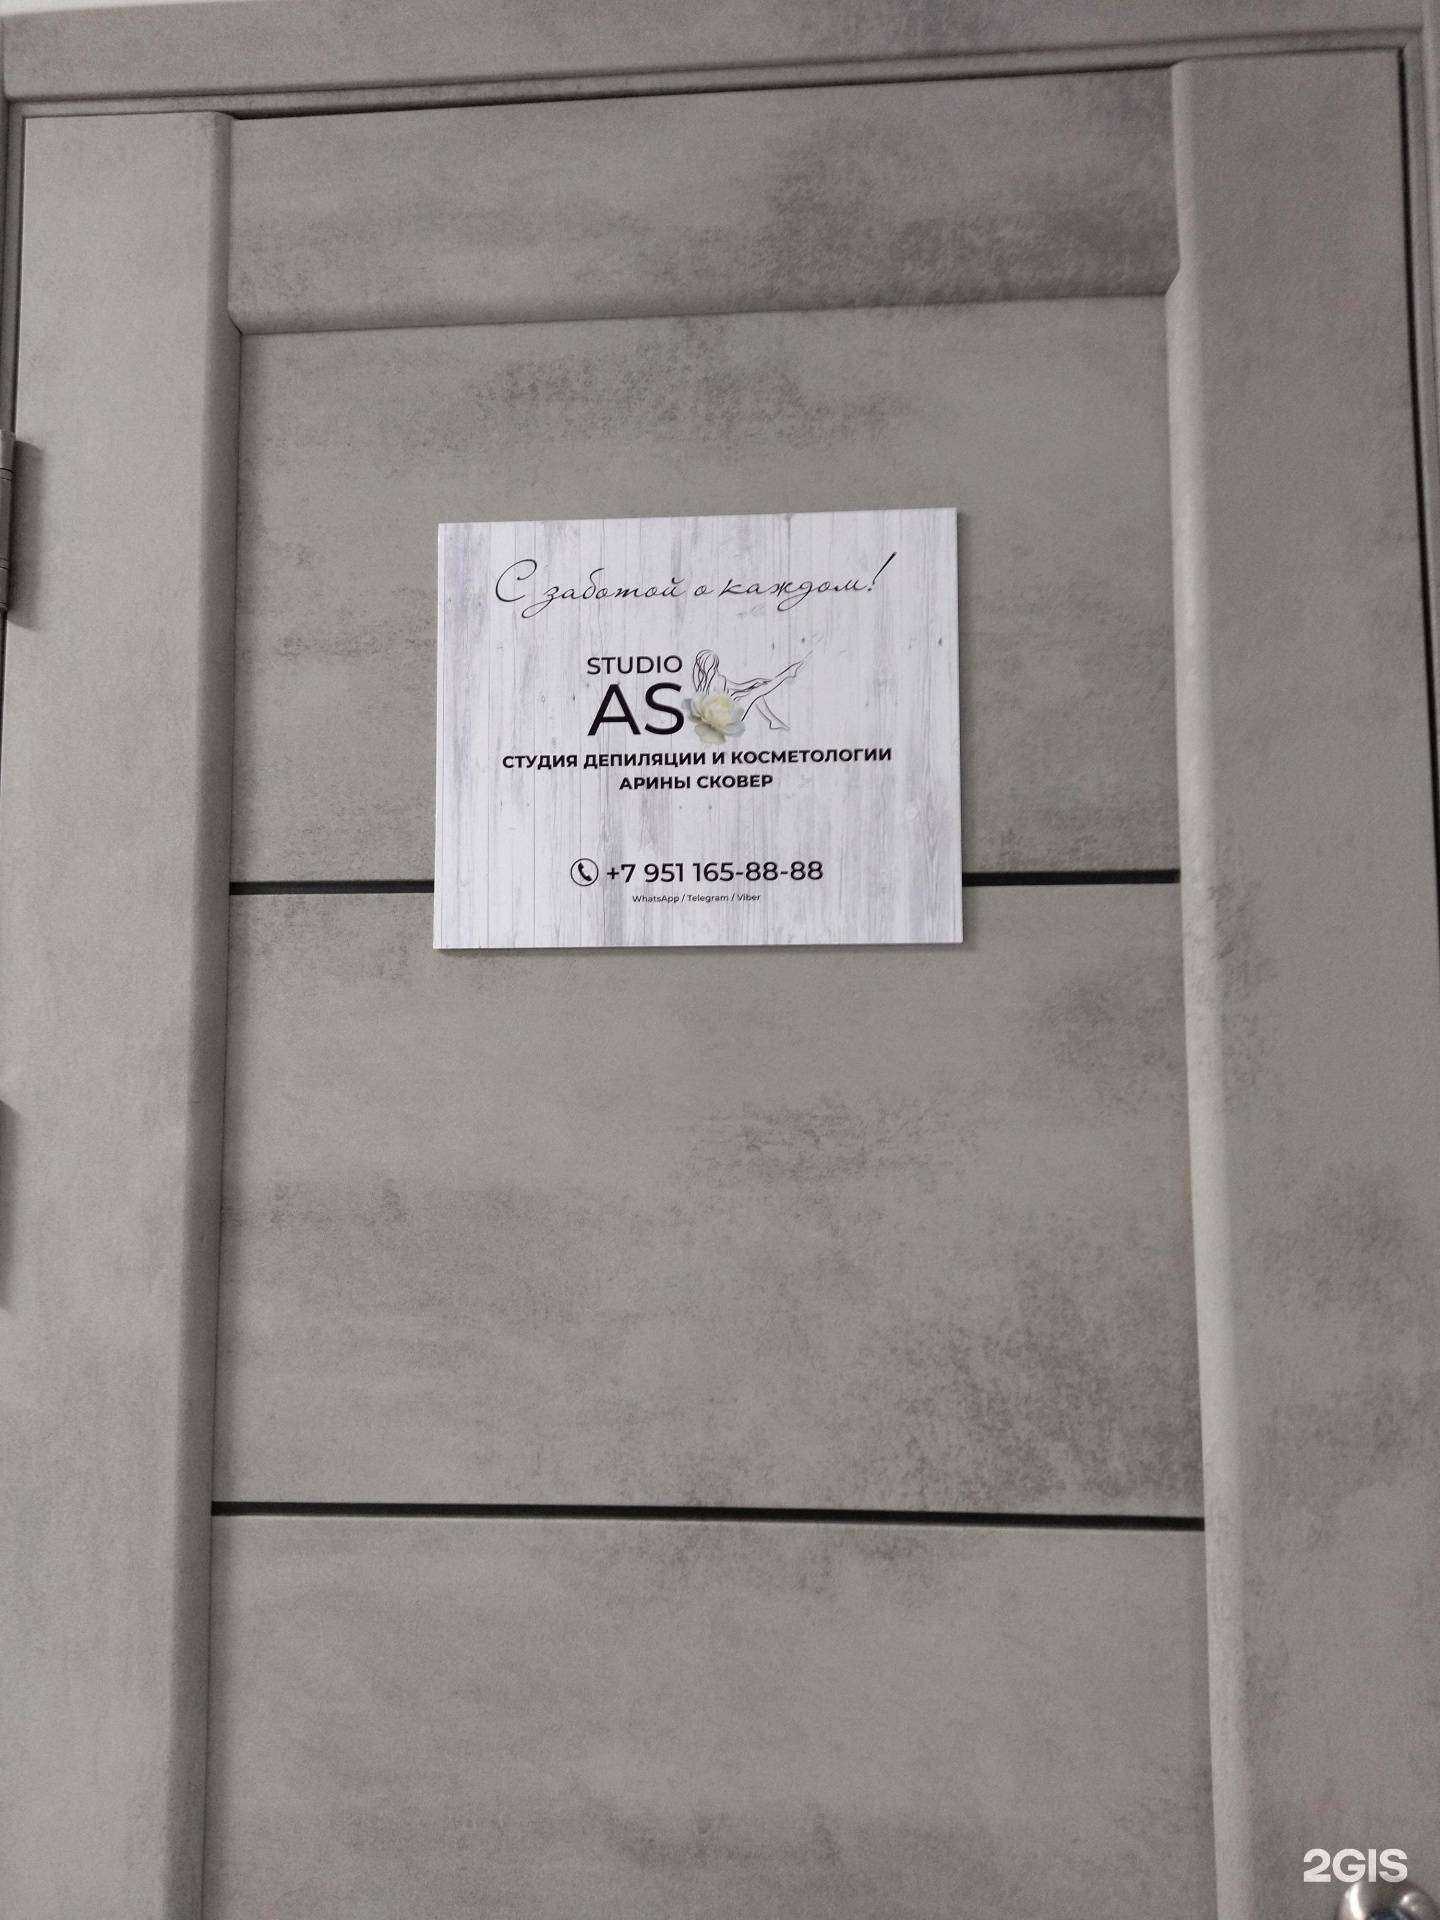 С заботой о каждом!
STUDIO
AS
СТУДИЯ ДЕПИЛЯЦИИ И КОСМЕТОЛОГИИ
АРИНЫ СКОВЕР
+7 951 165-88-88
WhatsApp / Telegram / Viber
2GIS